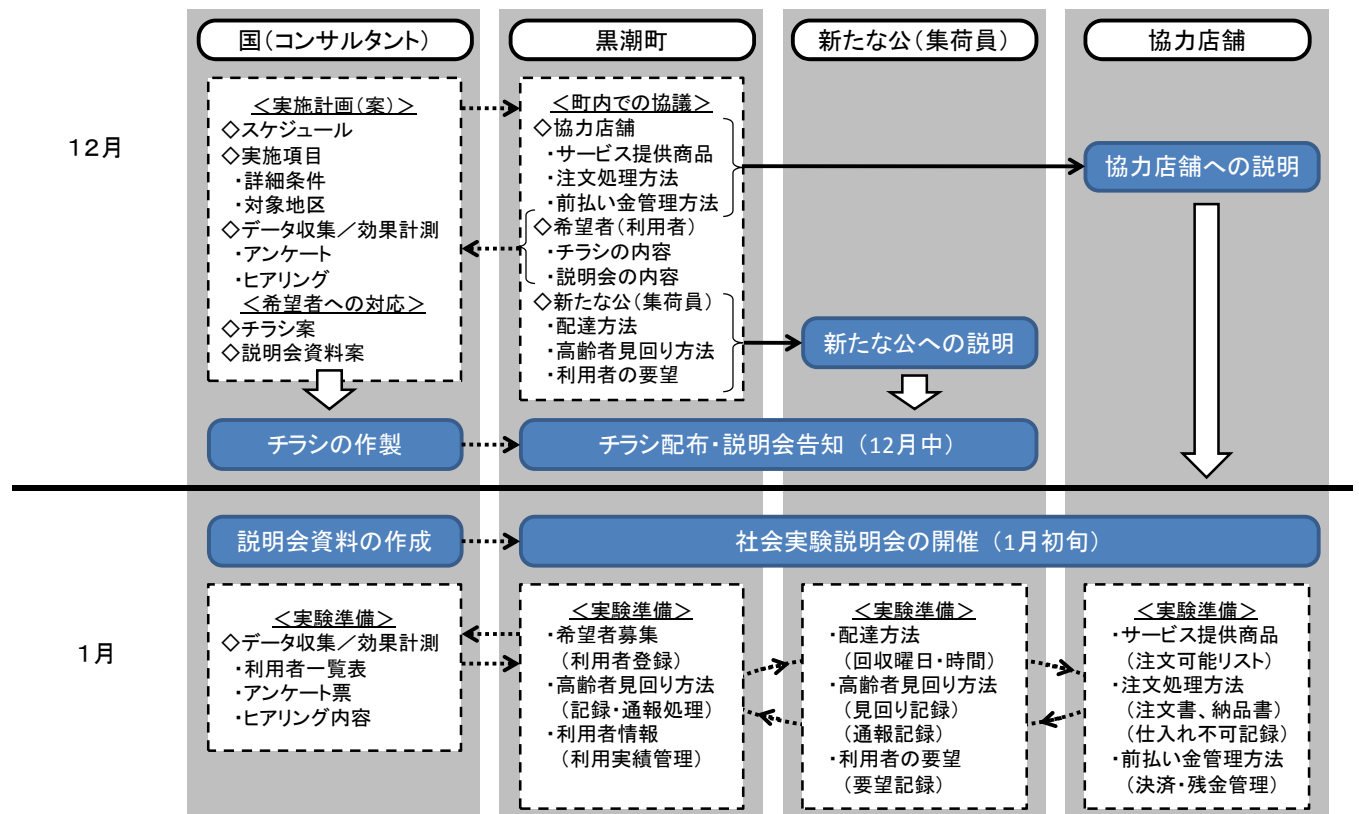 国（コンサルタント）
黒潮町
新たな公（集荷員）
協力店舗
12月
＜実施計画（案）＞
◇スケジュール
◇実施項目
・詳細条件
・対象地区
◇データ収集／効果計測
・アンケート
・ヒアリング
＜希望者への対応＞
◇チラシ案
◇説明会資料案
＜町内での協議＞
◇協力店舗
・サービス提供商品
・注文処理方法
・前払い金管理方法
◇希望者（利用者）
・チラシの内容
・説明会の内容
◇新たな公（集荷員）
・配達方法
・高齢者見回り方法
・利用者の要望
新たな公への説明
協力店舗への説明
チラシの作製
チラシ配布・説明会告知（12月中）
1月
説明会資料の作成
社会実験説明会の開催（1月初旬）
＜実験準備＞
◇データ収集／効果計測
・利用者一覧表
・アンケート票
・ヒアリング内容
＜実験準備＞
・希望者募集
（利用者登録）
・高齢者見回り方法
（記録・通報処理）
・利用者情報
（利用実績管理）
＜実験準備＞
・配達方法
（回収曜日・時間）
・高齢者見回り方法
（見回り記録）
（通報記録）
・利用者の要望
（要望記録）
＜実験準備＞
・サービス提供商品
（注文可能リスト）
・注文処理方法
（注文書、納品書）
（仕入れ不可記録）
・前払い金管理方法
（決済・残金管理）